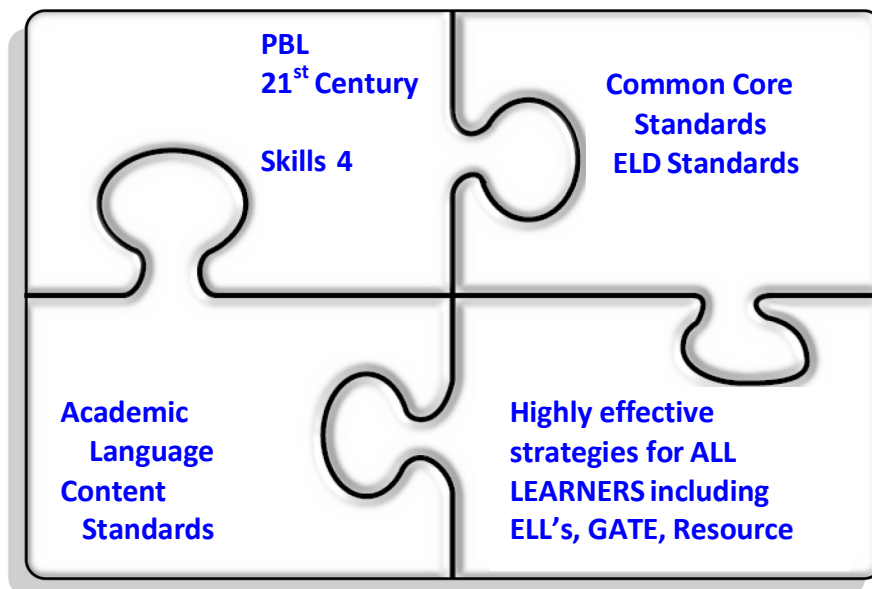 PBL
21st Century
Skills 4
Common Core
Standards
ELD Standards
Academic
Language
Content
Standards
Highly effective
strategies for ALL
LEARNERS including
ELL's, GATE, Resource